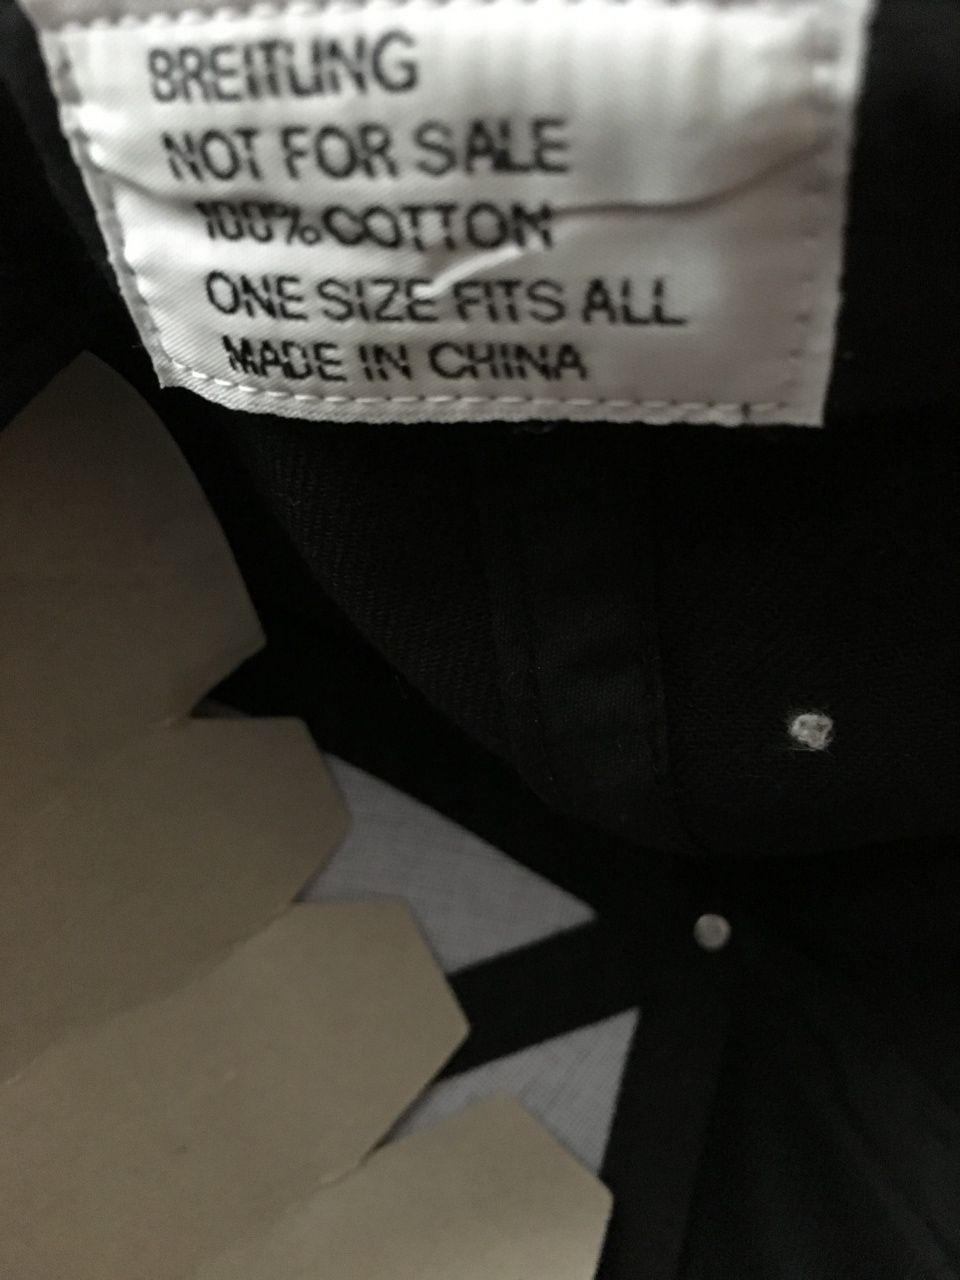 BREITLING
NOT FOR SALE
100% COTTON
ONE SIZE FITS ALL
MADE IN CHINA